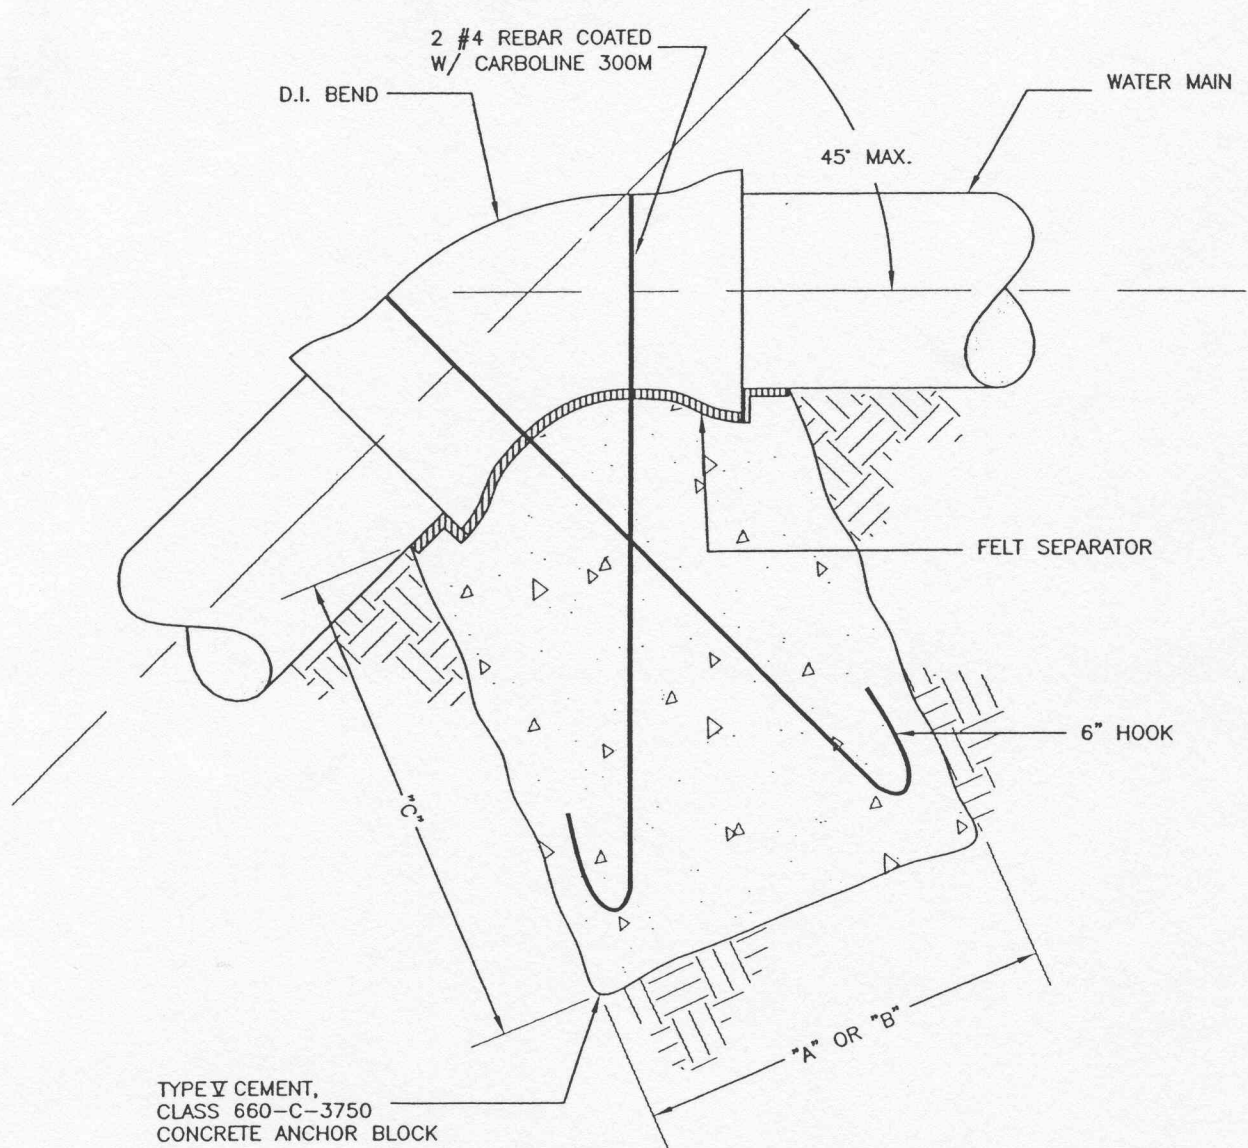 2 #4 REBAR COATED
W/ CARBOLINE 300M
D.I. BEND
WATER MAIN
45° MAX.
FELT SEPARATOR
6" HOOK
"C"
"A" OR "B"
TYPE V CEMENT,
CLASS 660-C-3750
CONCRETE ANCHOR BLOCK